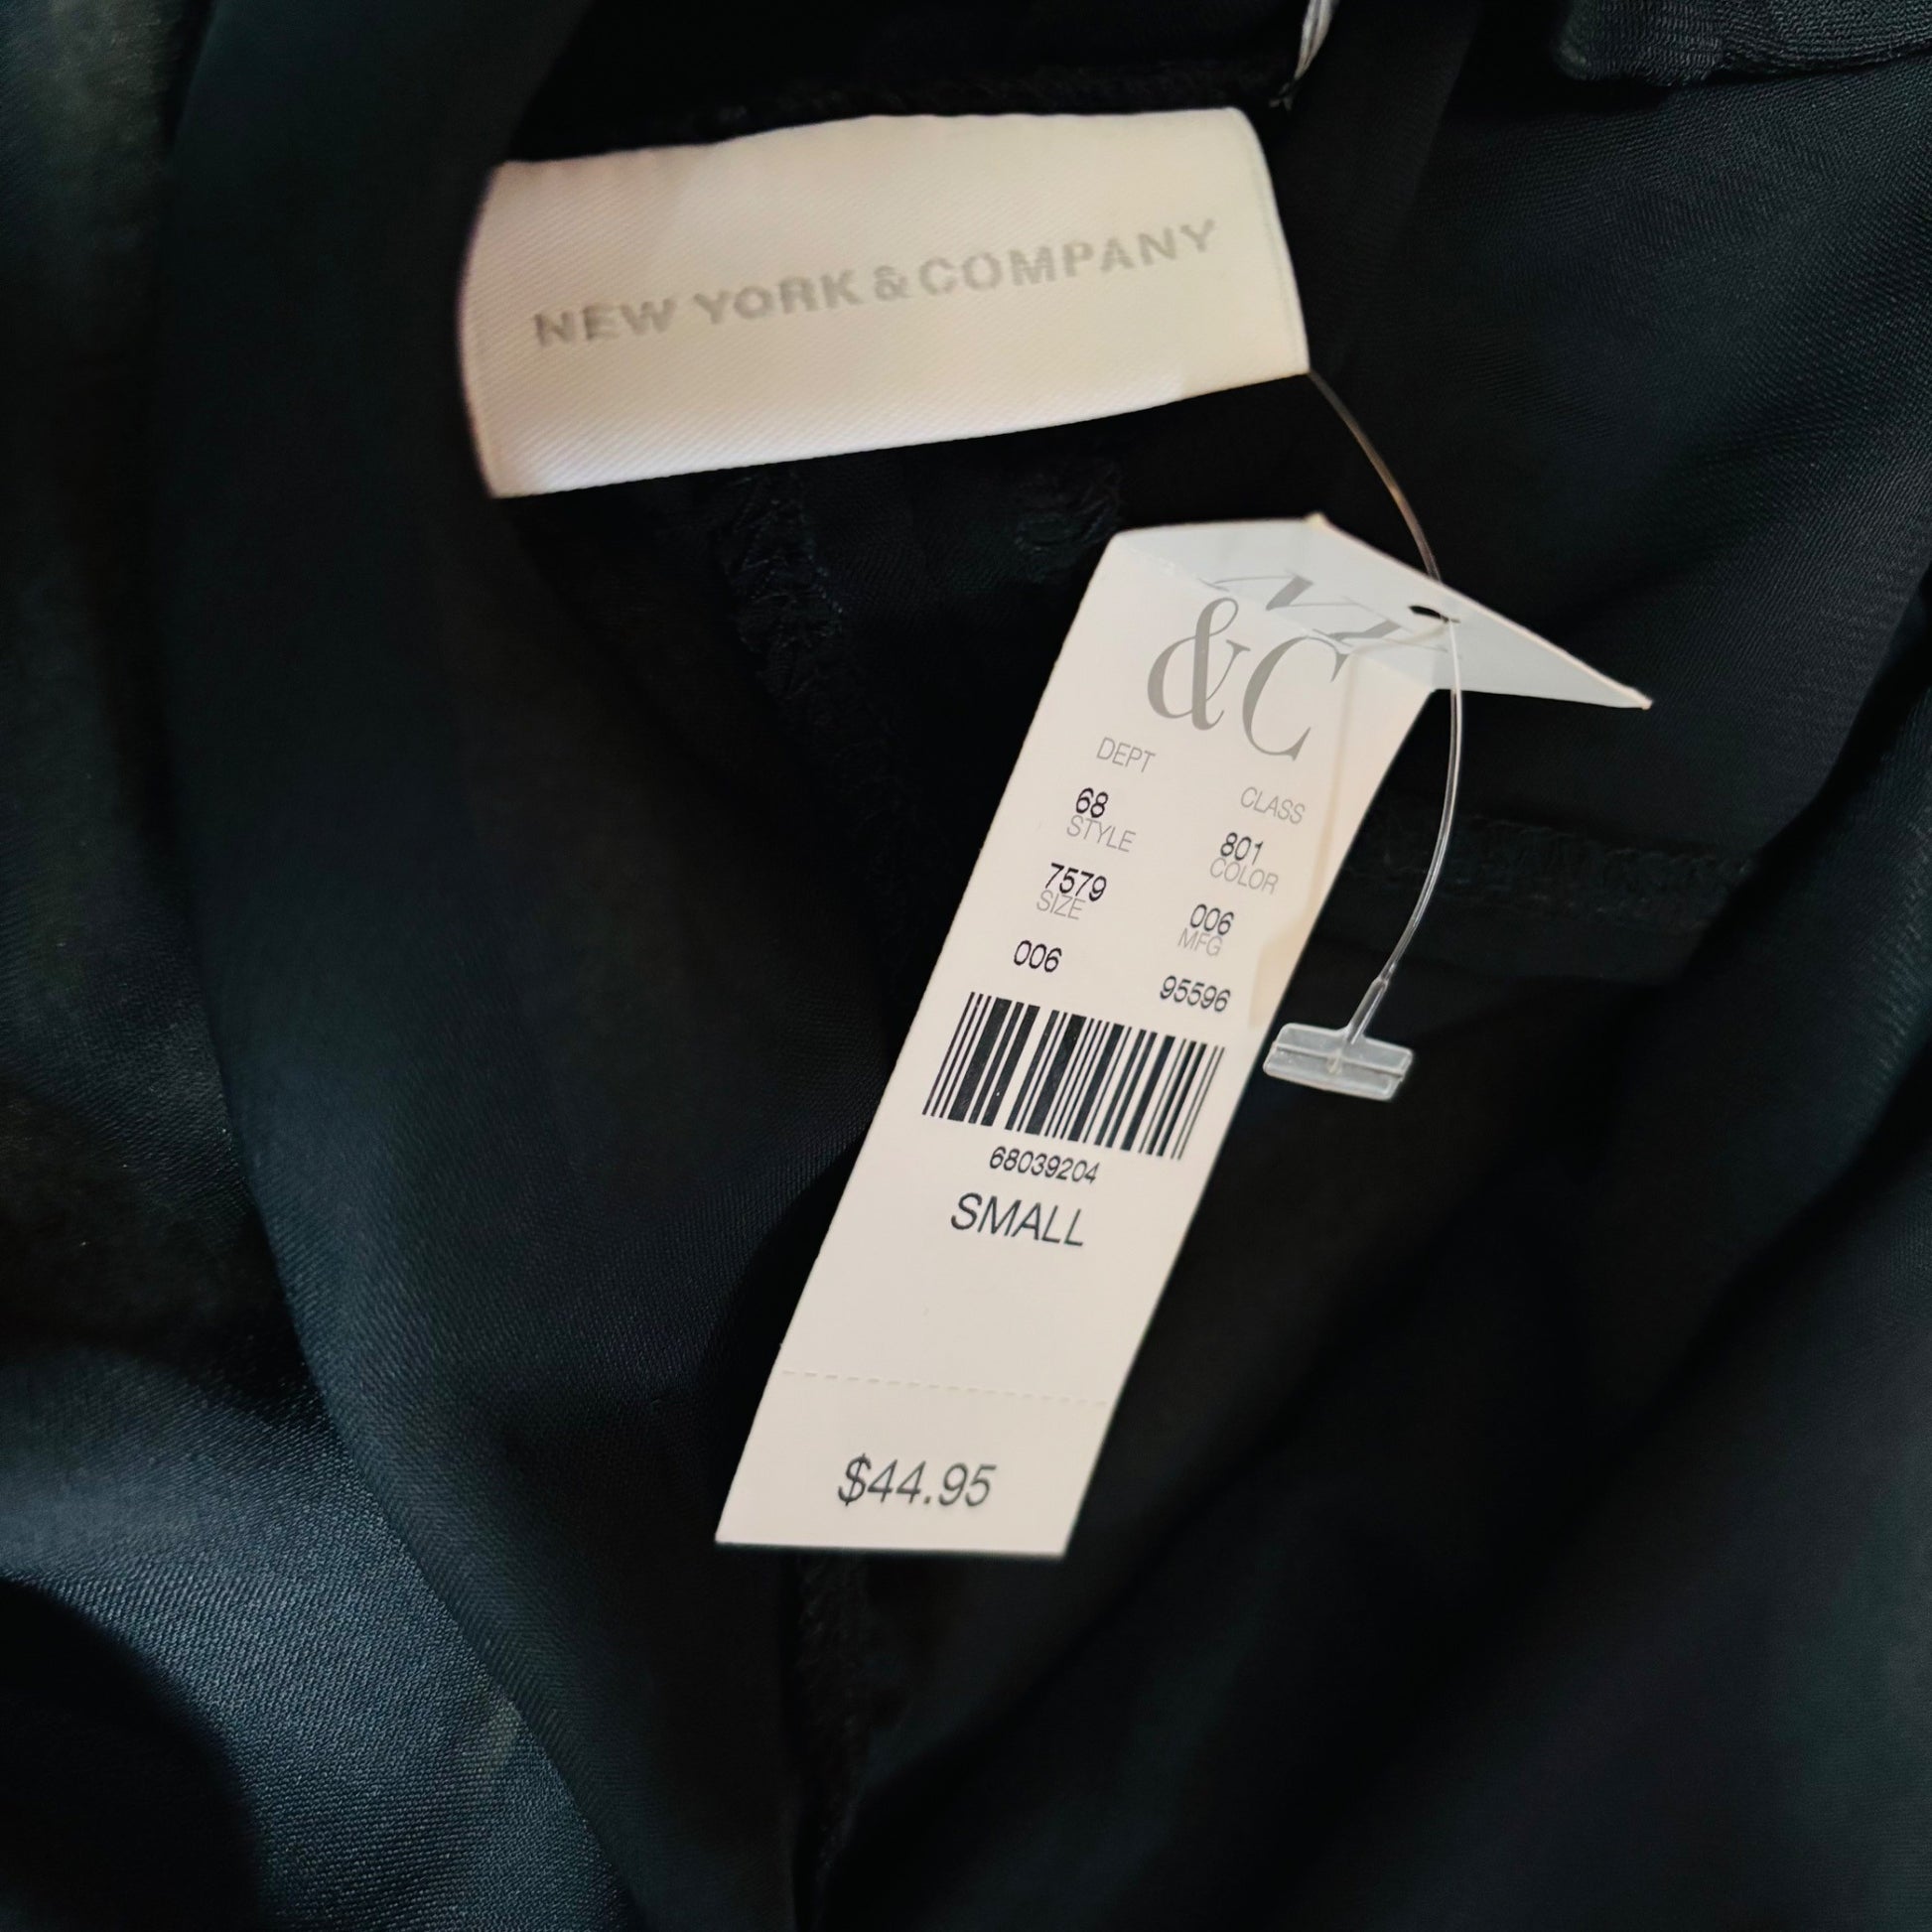 NEW YORK & COMPANY
NY
&C
DEPT CLASS
68 801
STYLE COLOR
7579 006
SIZE MFG
006 95596
68039204
SMALL
$44.95